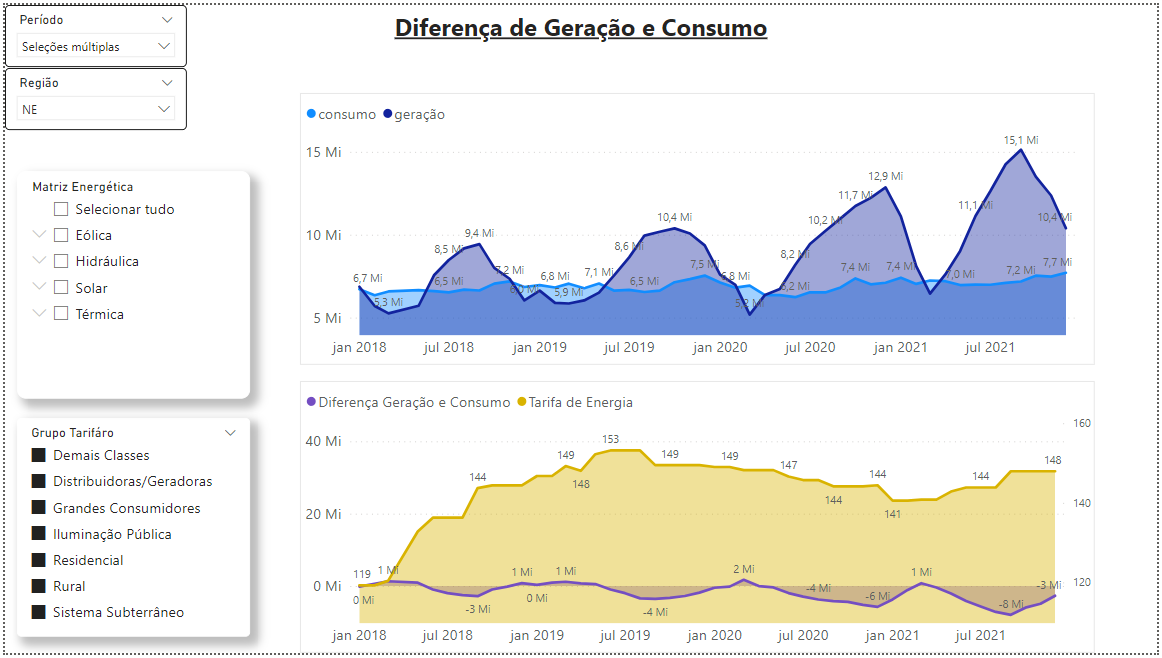 Período
Seleções múltiplas
Região
NE
Diferença de Geração e Consumo
Matriz Energética
Selecionar tudo
Eólica
Hidráulica
Solar
Térmica
Grupo Tarifáro
Demais Classes
Distribuidoras/Geradoras
Grandes Consumidores
Iluminação Pública
Residencial
Rural
Sistema Subterrâneo
consumo geração
15 Mi
10 Mi
5 Mi
15,1 Mi
12,9 Mi
11,7 Mi
11,1 Mi
10,4 Mi
10,4 Mi
10,2 Mi
9,4 Mi
8,5 Mi
8,6 Mi
8,2 Mi
6,7 Mi
5,3 Mi
6,5 Mi
7,2 Mi
6,8 Mi
5,9 Mi
7,1 Mi
6,5 Mi
7,5 Mi
6,8 Mi
5,2 Mi
6,2 Mi
7,4 Mi
7,4 Mi
7,0 Mi
7,2 Mi
7,7 Mi
jan 2018 jul 2018 jan 2019 jul 2019 jan 2020 jul 2020 jan 2021 jul 2021
Diferença Geração e Consumo Tarifa de Energia
40 Mi
20 Mi
0 Mi
160
140
120
119
144
149
148
153
149
149
147
144
144
141
144
148
0 Mi
1 Mi
-3 Mi
1 Mi
0 Mi
1 Mi
-4 Mi
2 Mi
-4 Mi
-6 Mi
1 Mi
-8 Mi
-3 Mi
jan 2018 jul 2018 jan 2019 jul 2019 jan 2020 jul 2020 jan 2021 jul 2021